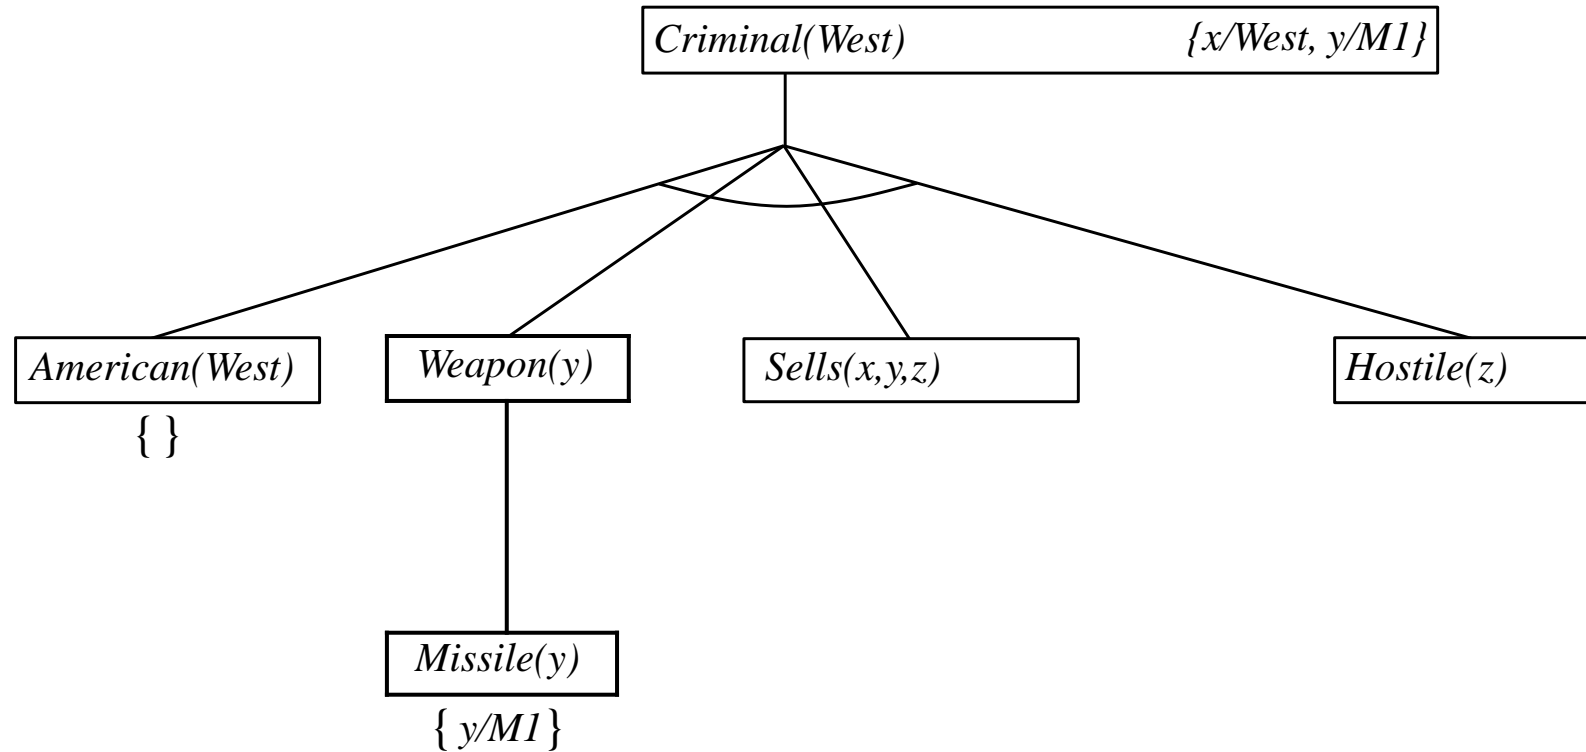 Criminal(West) {x/West, y/M1}
American(West) Weapon(y) Sells(x,y,z) Hostile(z)
{ }
Missile(y)
{ y/M1 }